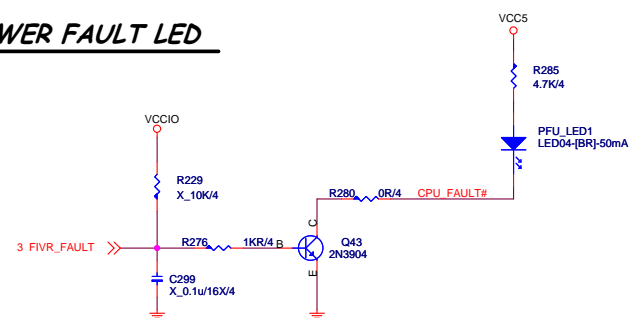 WER FAULT LED
VCC5
R285
4.7K/4
PFU_LED1
LED04-[BR]-50mA
VCCIO
R229
X_10K/4
R280 0R/4 CPU_FAULT#
C
3 FIVR_FAULT R276 1KR/4 B Q43
2N3904
E
C299
X_0.1u/16X/4